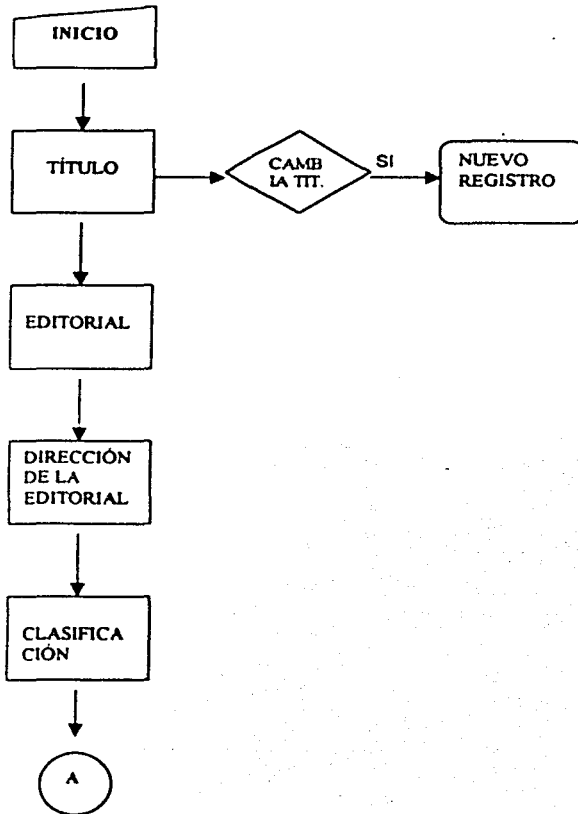 INICIO
TÍTULO
CAMB
IA TIT.
SI
NUEVO
REGISTRO
EDITORIAL
DIRECCIÓN
DE LA
EDITORIAL
CLASIFICA
CIÓN
A